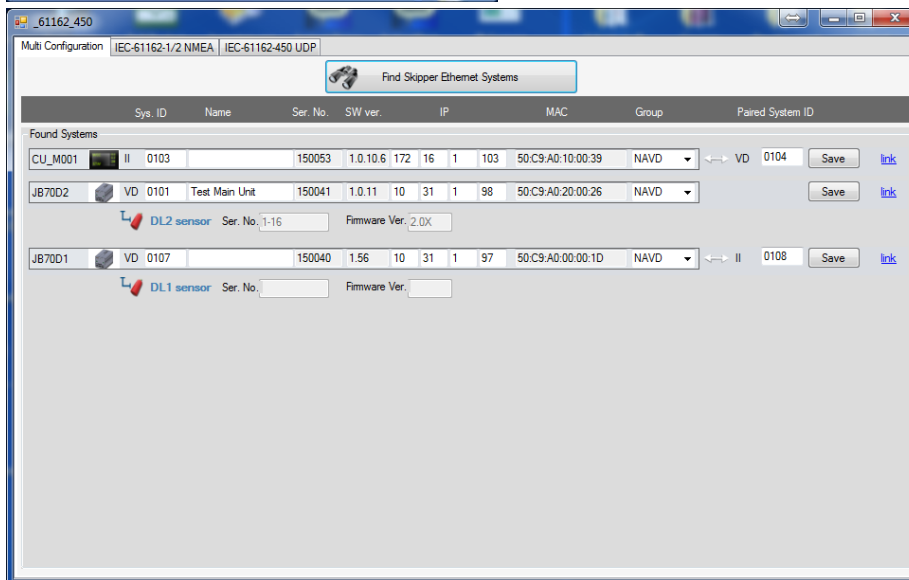 _61162_450
Multi Configuration IEC-61162-1/2 NMEA IEC-61162-450 UDP
Find Skipper Ethernet Systems
Sys. ID Name Ser. No. SW ver. IP MAC Group Paired System ID
Found Systems
CU_M001 II 0103 150053 1.0.10.6 172 16 1 103 50:C9:A0:10:00:39 NAVD VD 0104 Save link
JB70D2 VD 0101 Test Main Unit 150041 1.0.11 10 31 1 98 50:C9:A0:20:00:26 NAVD Save link
DL2 sensor Ser. No. 1-16 Firmware Ver. 2.0X
JB70D1 VD 0107 150040 1.56 10 31 1 97 50:C9:A0:00:00:1D NAVD II 0108 Save link
DL1 sensor Ser. No. Firmware Ver.